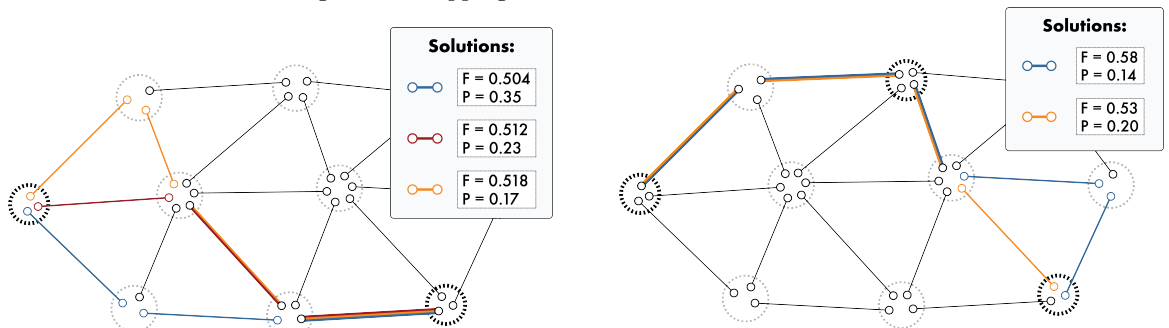 Solutions:
F = 0.504
P = 0.35
F = 0.512
P = 0.23
F = 0.518
P = 0.17
Solutions:
F = 0.58
P = 0.14
F = 0.53
P = 0.20